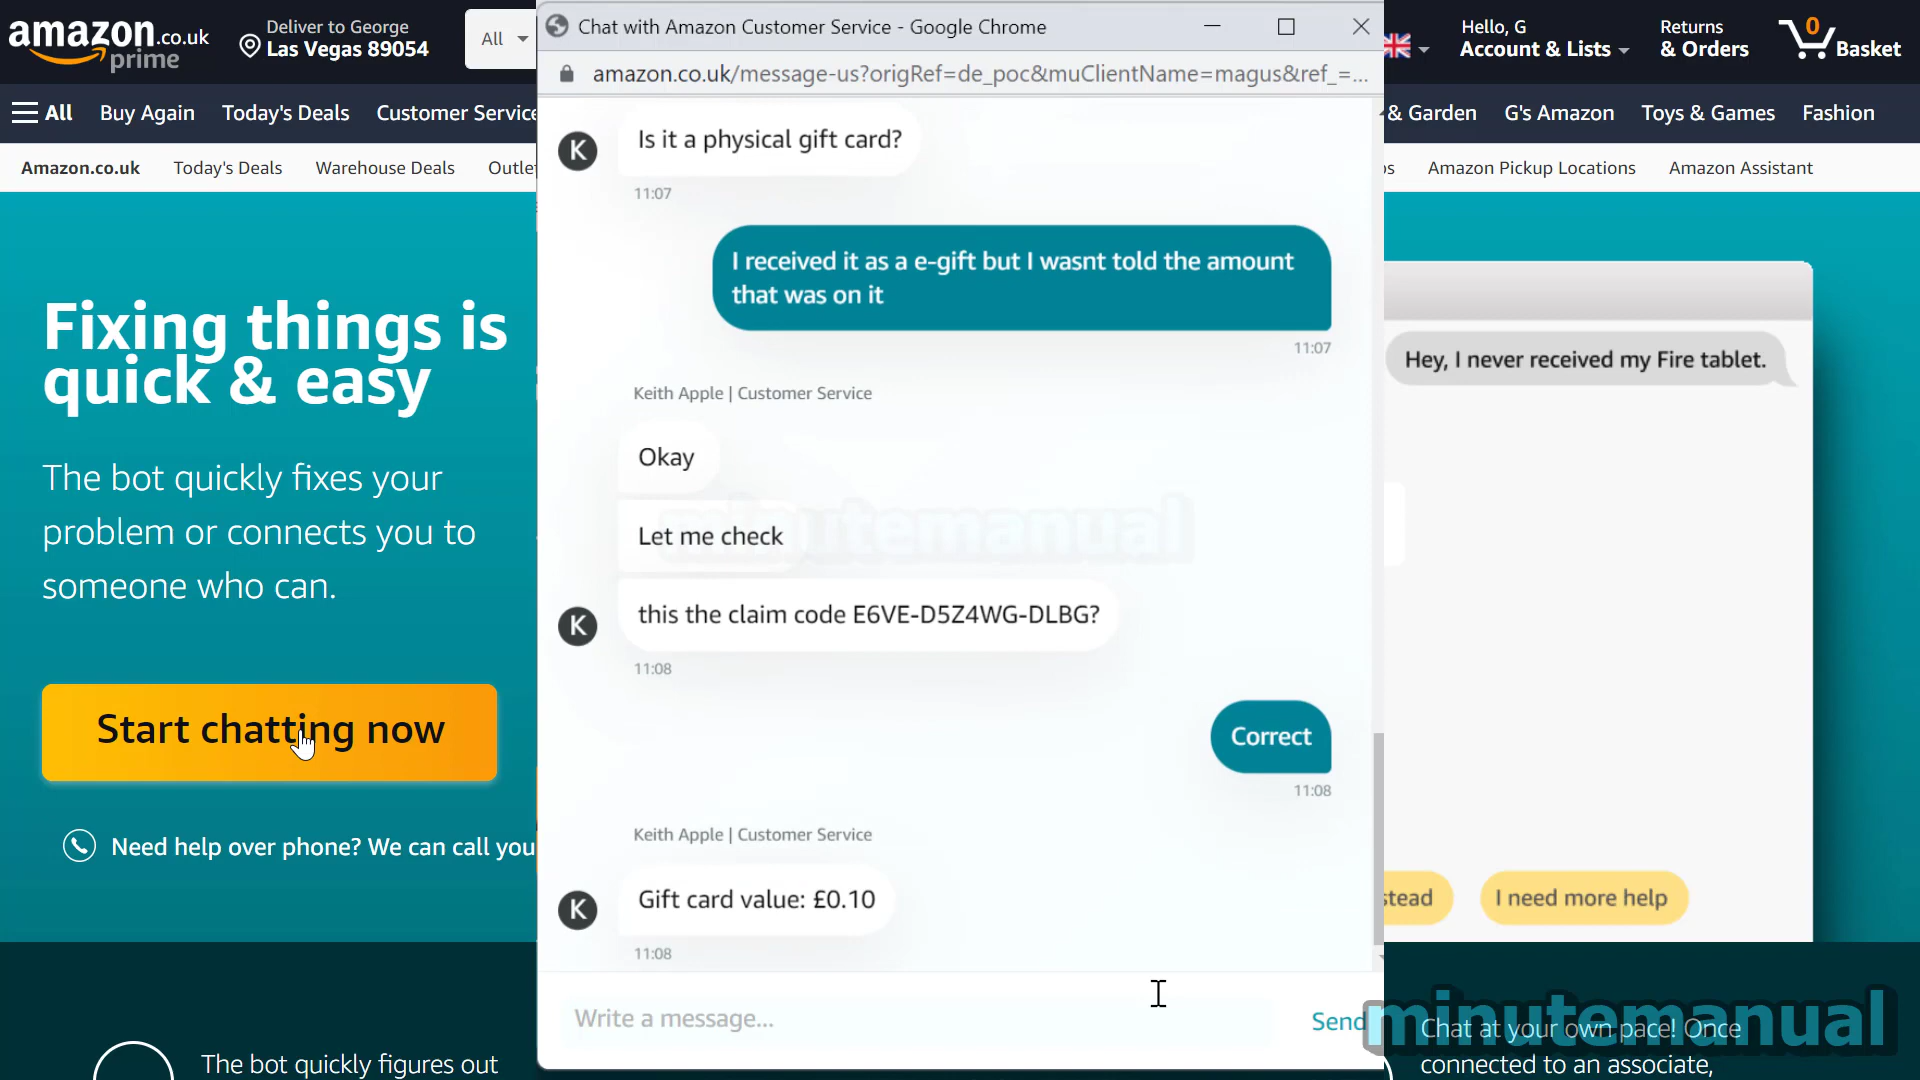 amazon.co.uk
prime
Deliver to George
Las Vegas 89054
All
Chat with Amazon Customer Service - Google Chrome
amazon.co.uk/message-us?origRef=de_poc&muClientName=magus&ref_=...
Hello, G
Account & Lists
Returns
& Orders
0
Basket
All
Buy Again
Today's Deals
Customer Service
& Garden
G's Amazon
Toys & Games
Fashion
Amazon.co.uk
Today's Deals
Warehouse Deals
Amazon Pickup Locations
Amazon Assistant
Fixing things is
quick & easy
The bot quickly fixes your
problem or connects you to
someone who can.
Start chatting now
Need help over phone? We can call you
The bot quickly figures out
Is it a physical gift card?
K
11:07
I received it as a e-gift but I wasnt told the amount
that was on it
11:07
Keith Apple | Customer Service
Okay
Let me check
minutemanual
this the claim code E6VE-D5Z4WG-DLBG?
K
11:08
Correct
11:08
Keith Apple | Customer Service
Gift card value: £0.10
K
11:08
Write a message...
Send
Hey, I never received my Fire tablet.
I need more help
minutemanual
Chat at your own pace! Once
connected to an associate,